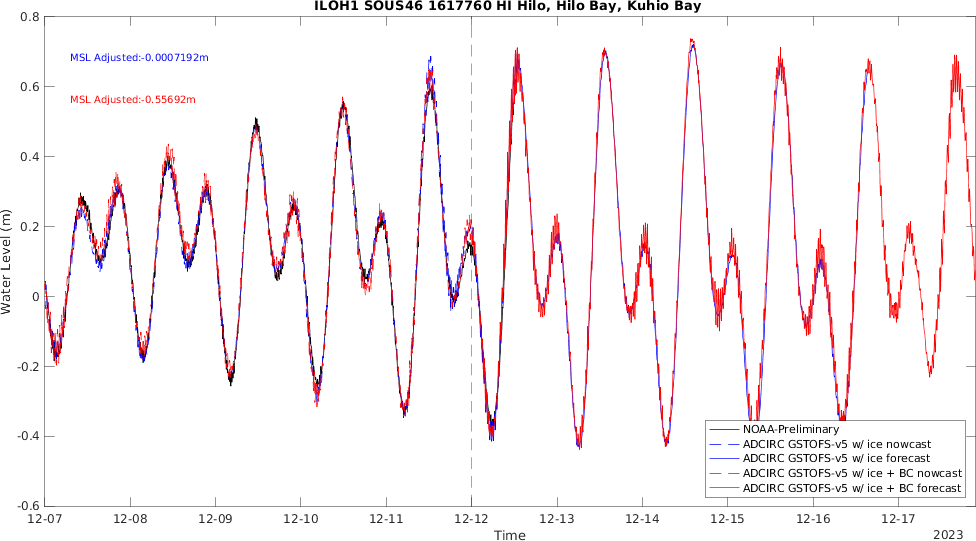 ILOH1 SOUS46 1617760 HI Hilo, Hilo Bay, Kuhio Bay
MSL Adjusted:-0.0007192m
MSL Adjusted:-0.55692m
Water Level (m)
0.8
0.6
0.4
0.2
0
-0.2
-0.4
-0.6
NOAA-Preliminary
ADCIRC GSTOFS-v5 w/ ice nowcast
ADCIRC GSTOFS-v5 w/ ice forecast
ADCIRC GSTOFS-v5 w/ ice + BC nowcast
ADCIRC GSTOFS-v5 w/ ice + BC forecast
12-07 12-08 12-09 12-10 12-11 12-12 12-13 12-14 12-15 12-16 12-17
Time
2023